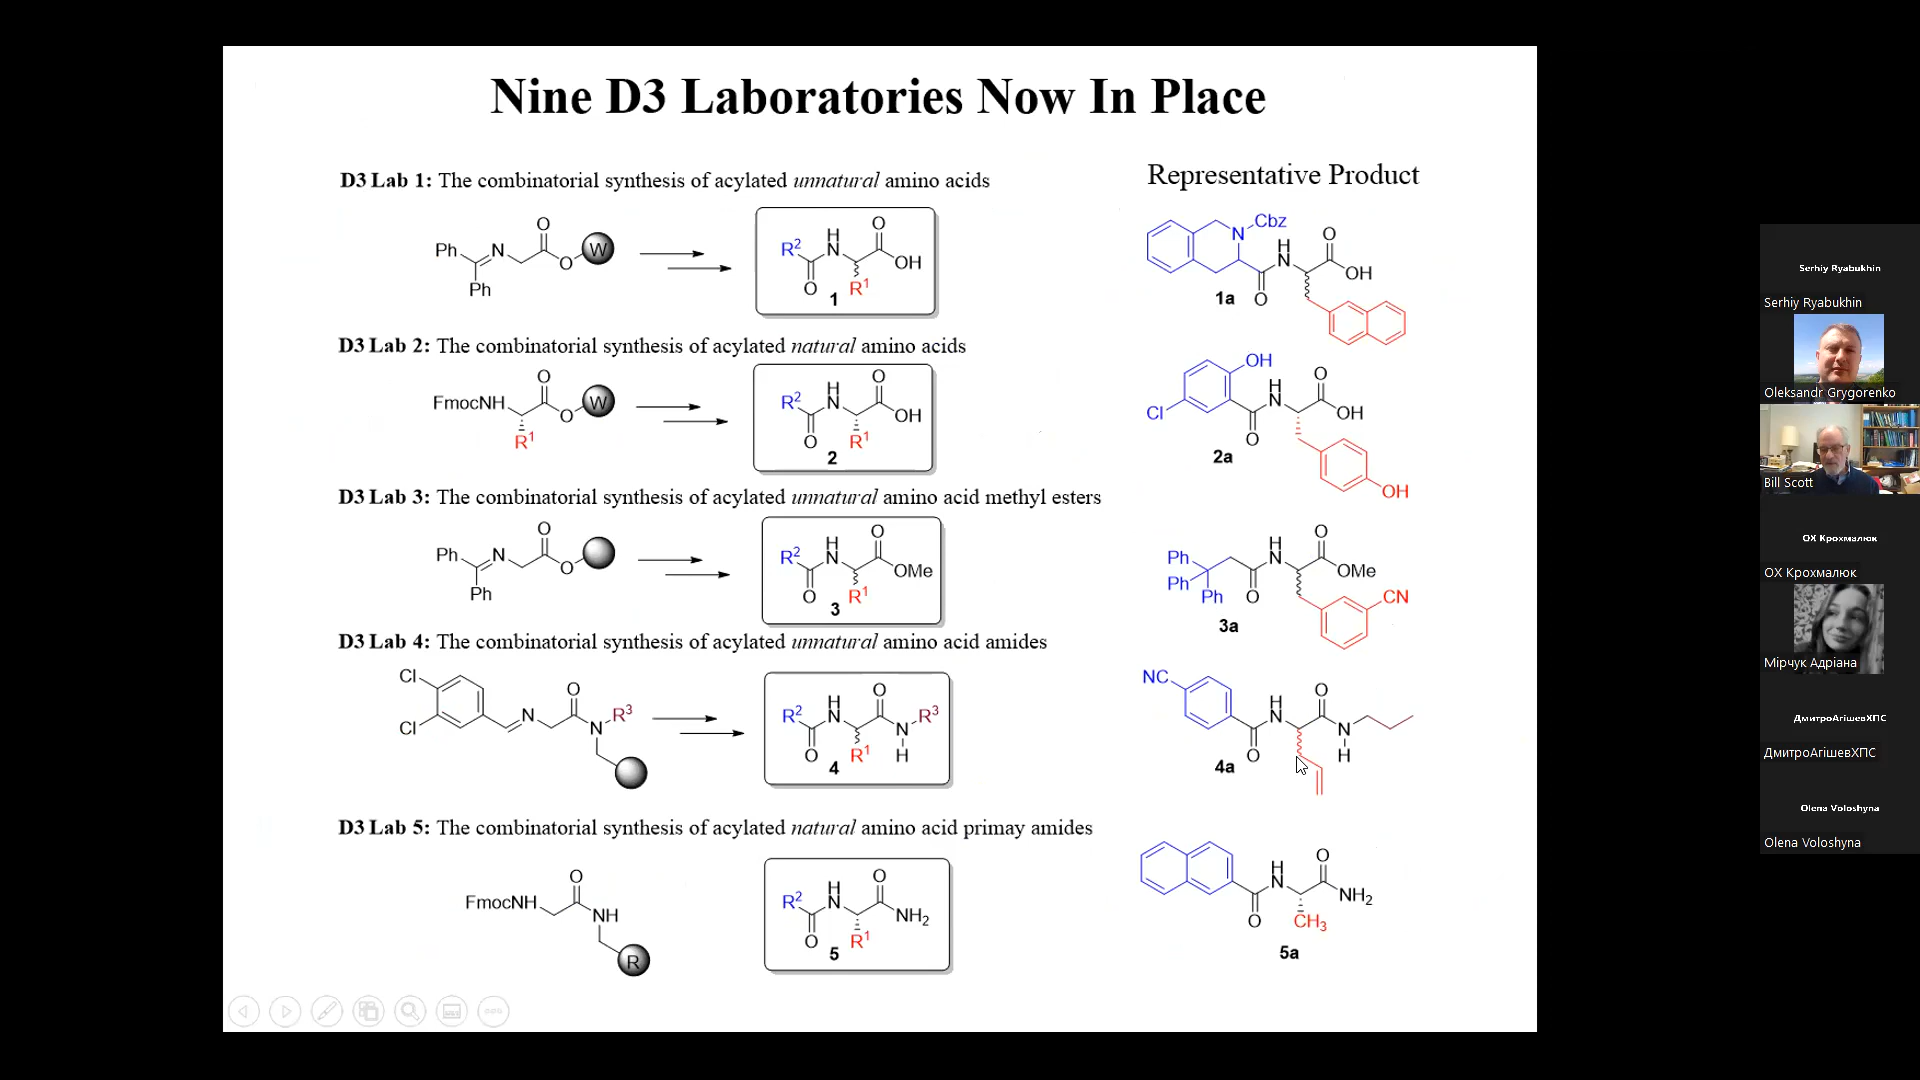 Nine D3 Laboratories Now In Place
Representative Product
D3 Lab 1: The combinatorial synthesis of acylated unnatural amino acids
Ph
N
O
O
W
Ph
R²
H
N
O
O
OH
R¹
1
N
Cbz
H
N
O
O
OH
1a
D3 Lab 2: The combinatorial synthesis of acylated natural amino acids
FmocNH
O
O
W
R¹
R²
H
N
O
O
OH
R¹
2
OH
Cl
H
N
O
O
OH
OH
2a
D3 Lab 3: The combinatorial synthesis of acylated unnatural amino acid methyl esters
Ph
N
O
O
Ph
R²
H
N
O
O
OMe
R¹
3
Ph
Ph
Ph
H
N
O
O
OMe
CN
3a
D3 Lab 4: The combinatorial synthesis of acylated unnatural amino acid amides
Cl
Cl
N
O
N
R³
R²
H
N
O
O
N
H
R³
R¹
4
NC
H
N
O
O
N
H
4a
D3 Lab 5: The combinatorial synthesis of acylated natural amino acid primay amides
FmocNH
O
NH
R
R²
H
N
O
O
NH₂
R¹
5
H
N
O
O
NH₂
CH₃
5a
Serhiy Ryabukhin
Serhiy Ryabukhin
Oleksandr Grygorenko
Bill Scott
ОХ Крохмалюк
ОХ Крохмалюк
Мірчук Адріана
ДмитроАгішевХПС
ДмитроАгішевХПС
Olena Voloshyna
Olena Voloshyna